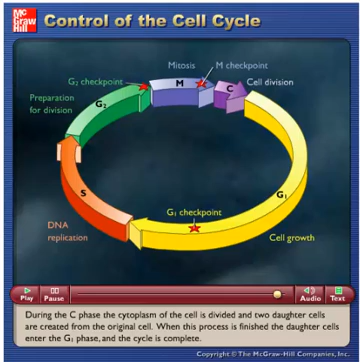 Mc
Graw
Hill
Control of the Cell Cycle
Mitosis
M checkpoint
G₂ checkpoint
M
C
Cell division
Preparation
for division
G₂
S
G₁
G₁ checkpoint
DNA
replication
Cell growth
Play
Pause
Audio
Text
During the C phase the cytoplasm of the cell is divided and two daughter cells
are created from the original cell. When this process is finished the daughter cells
enter the G₁ phase, and the cycle is complete.
Copyright © The McGraw-Hill Companies, Inc.